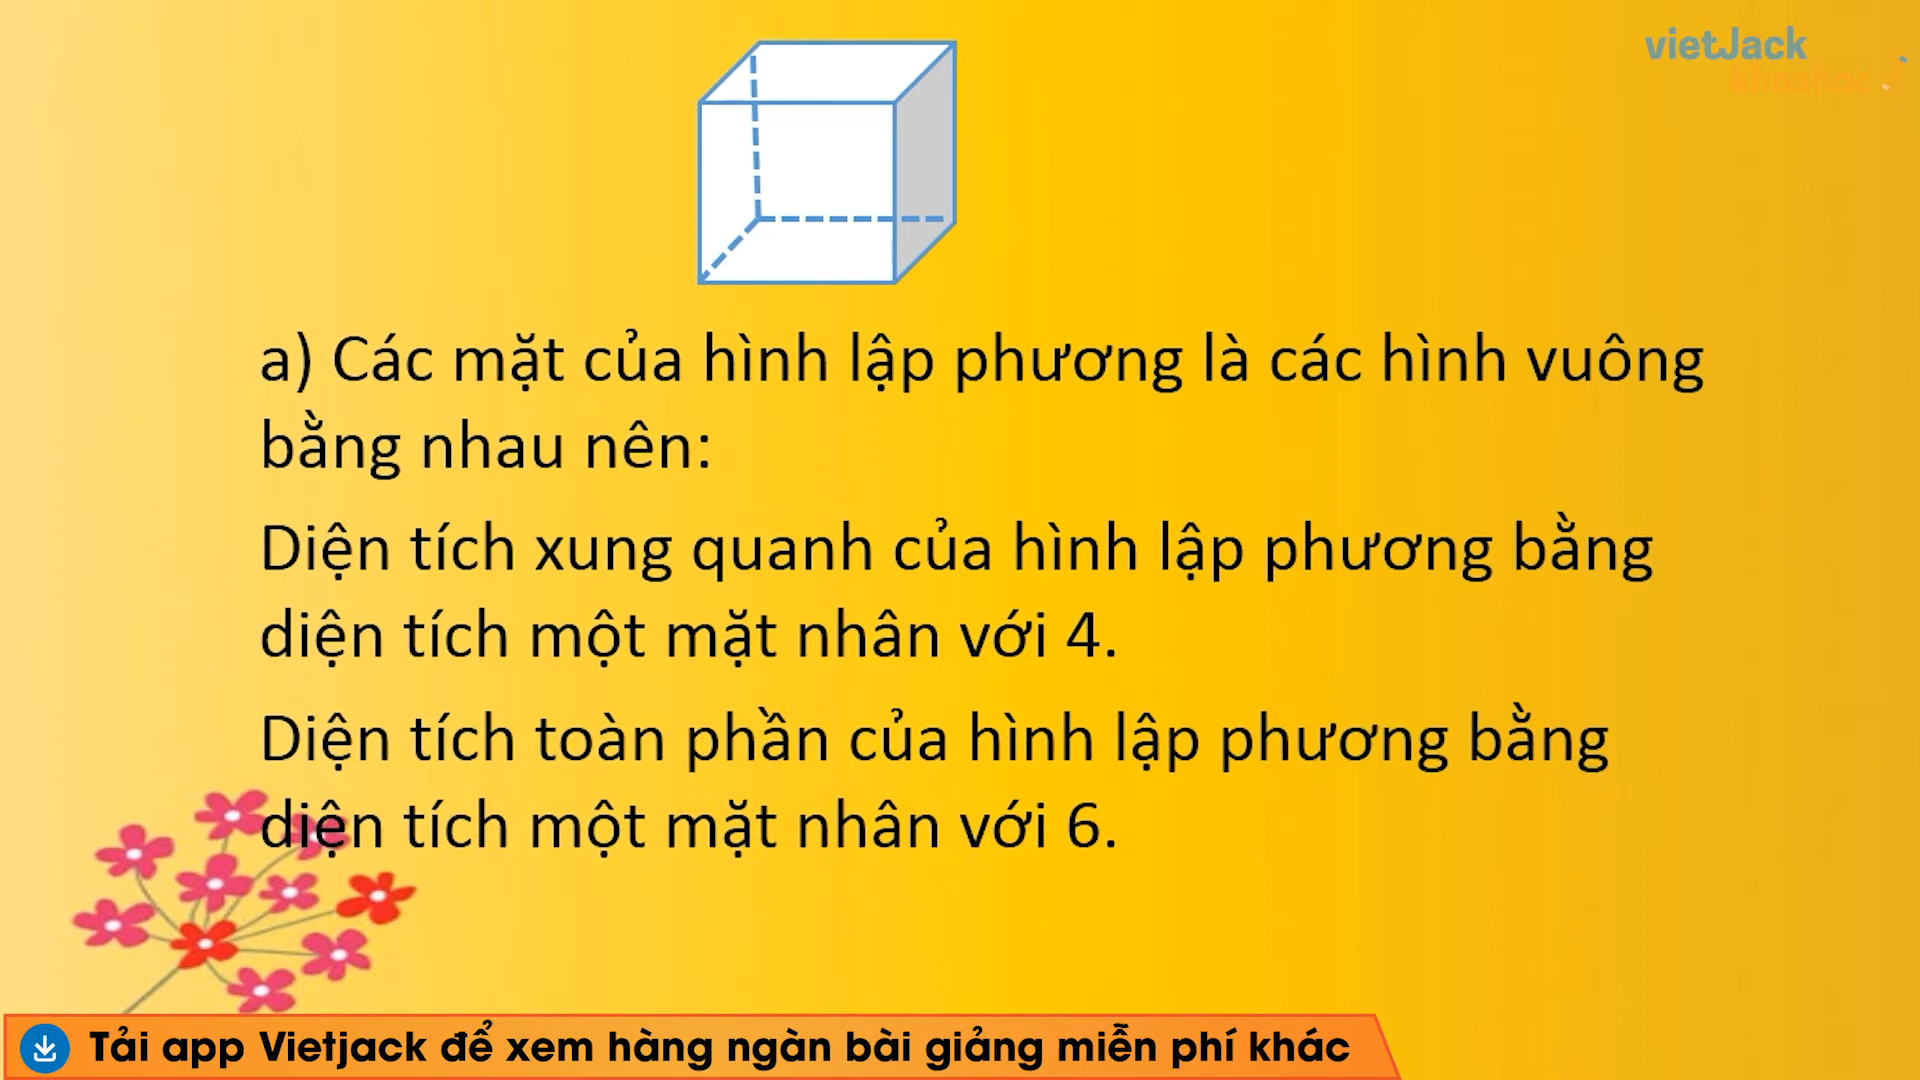 vietJack
a) Các mặt của hình lập phương là các hình vuông
bằng nhau nên:
Diện tích xung quanh của hình lập phương bằng
diện tích một mặt nhân với 4.
Diện tích toàn phần của hình lập phương bằng
diện tích một mặt nhân với 6.
Tải app Vietjack để xem hàng ngàn bài giảng miễn phí khác